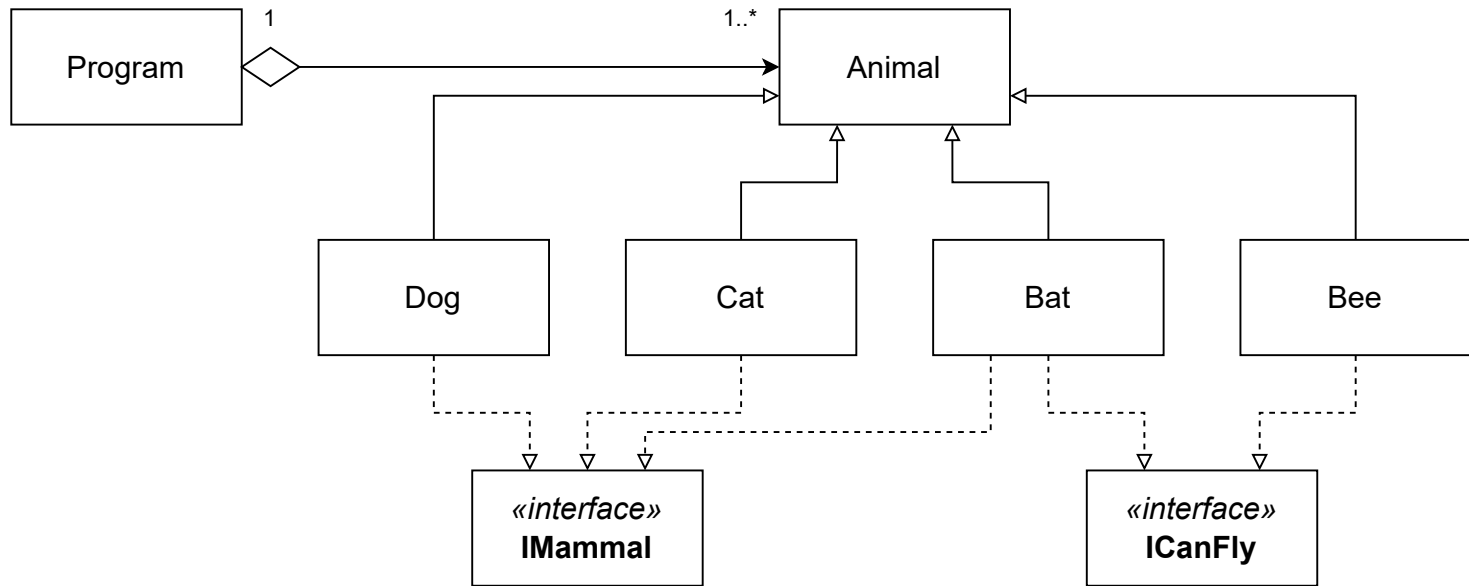 1
1..*
Program
Animal
Dog
Cat
Bat
Bee
«interface»
IMammal
«interface»
ICanFly